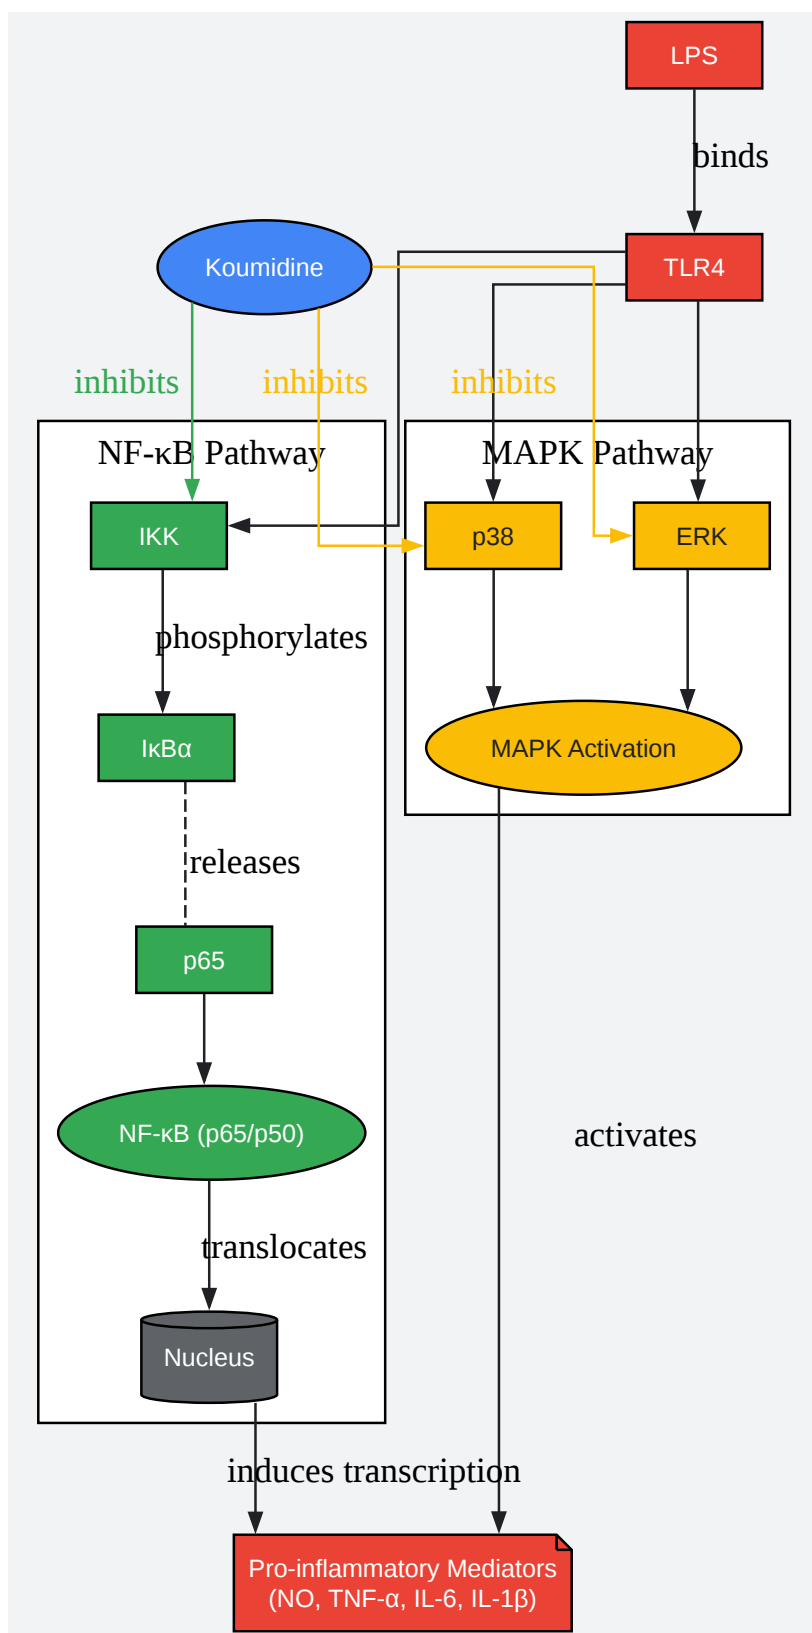 LPS
binds
Koumidine
TLR4
inhibits
inhibits
inhibits
NF-κB Pathway
MAPK Pathway
IKK
p38
ERK
phosphorylates
IκBα
MAPK Activation
releases
p65
NF-κB (p65/p50)
activates
translocates
Nucleus
induces transcription
Pro-inflammatory Mediators
(NO, TNF-α, IL-6, IL-1β)